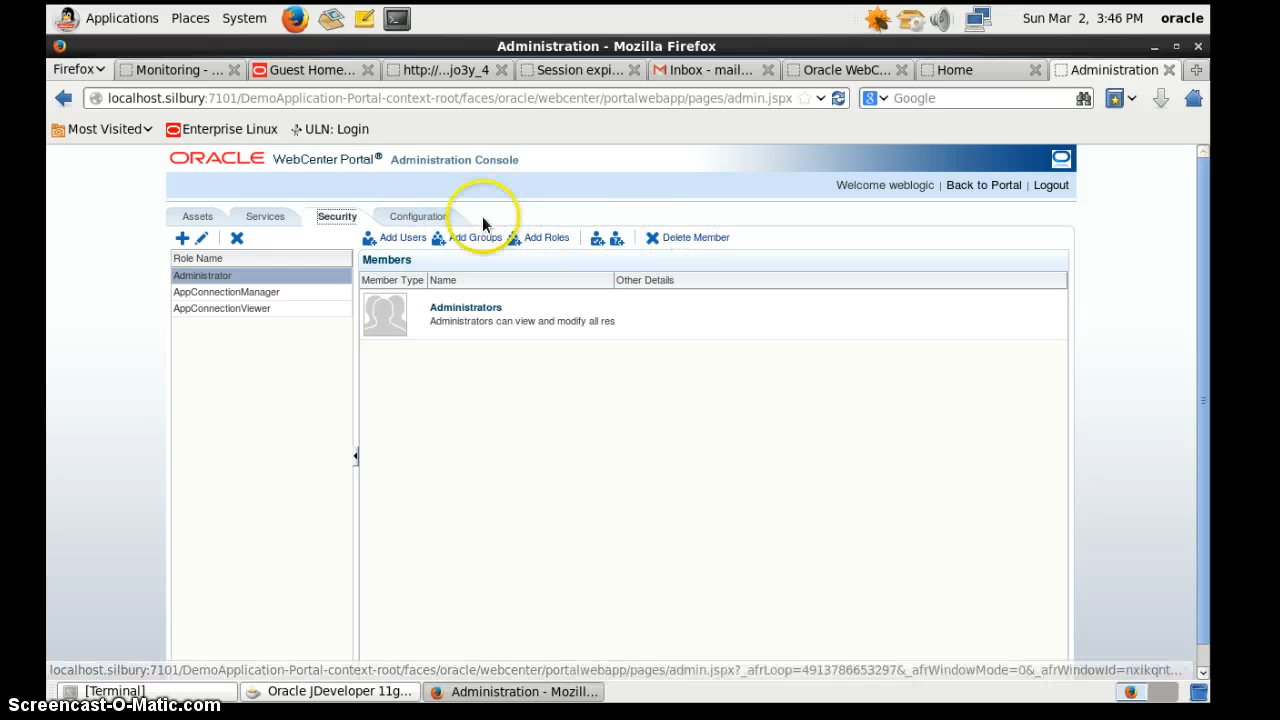 Applications Places System Sun Mar 2, 3:46 PM oracle
Administration - Mozilla Firefox
Firefox Monitoring - ... Guest Home... http://...jo3y_4 Session expi... Inbox - mail... Oracle WebC... Home Administration
localhost.silbury:7101/DemoApplication-Portal-context-root/faces/oracle/webcenter/portalwebapp/pages/admin.jspx Google
Most Visited Enterprise Linux ULN: Login
ORACLE WebCenter Portal® Administration Console
Welcome weblogic | Back to Portal | Logout
Assets Services Security Configuration
Add Users Add Groups Add Roles Delete Member
Role Name Members
Administrator Member Type Name Other Details
AppConnectionManager
AppConnectionViewer
Administrators
Administrators can view and modify all res
localhost.silbury:7101/DemoApplication-Portal-context-root/faces/oracle/webcenter/portalwebapp/pages/admin.jspx?_afrLoop=4913786653297&_afrWindowMode=0&_afrWindowId=nxikqnt...
[Terminal] Oracle JDeveloper 11g... Administration - Mozill...
Screencast-O-Matic.com